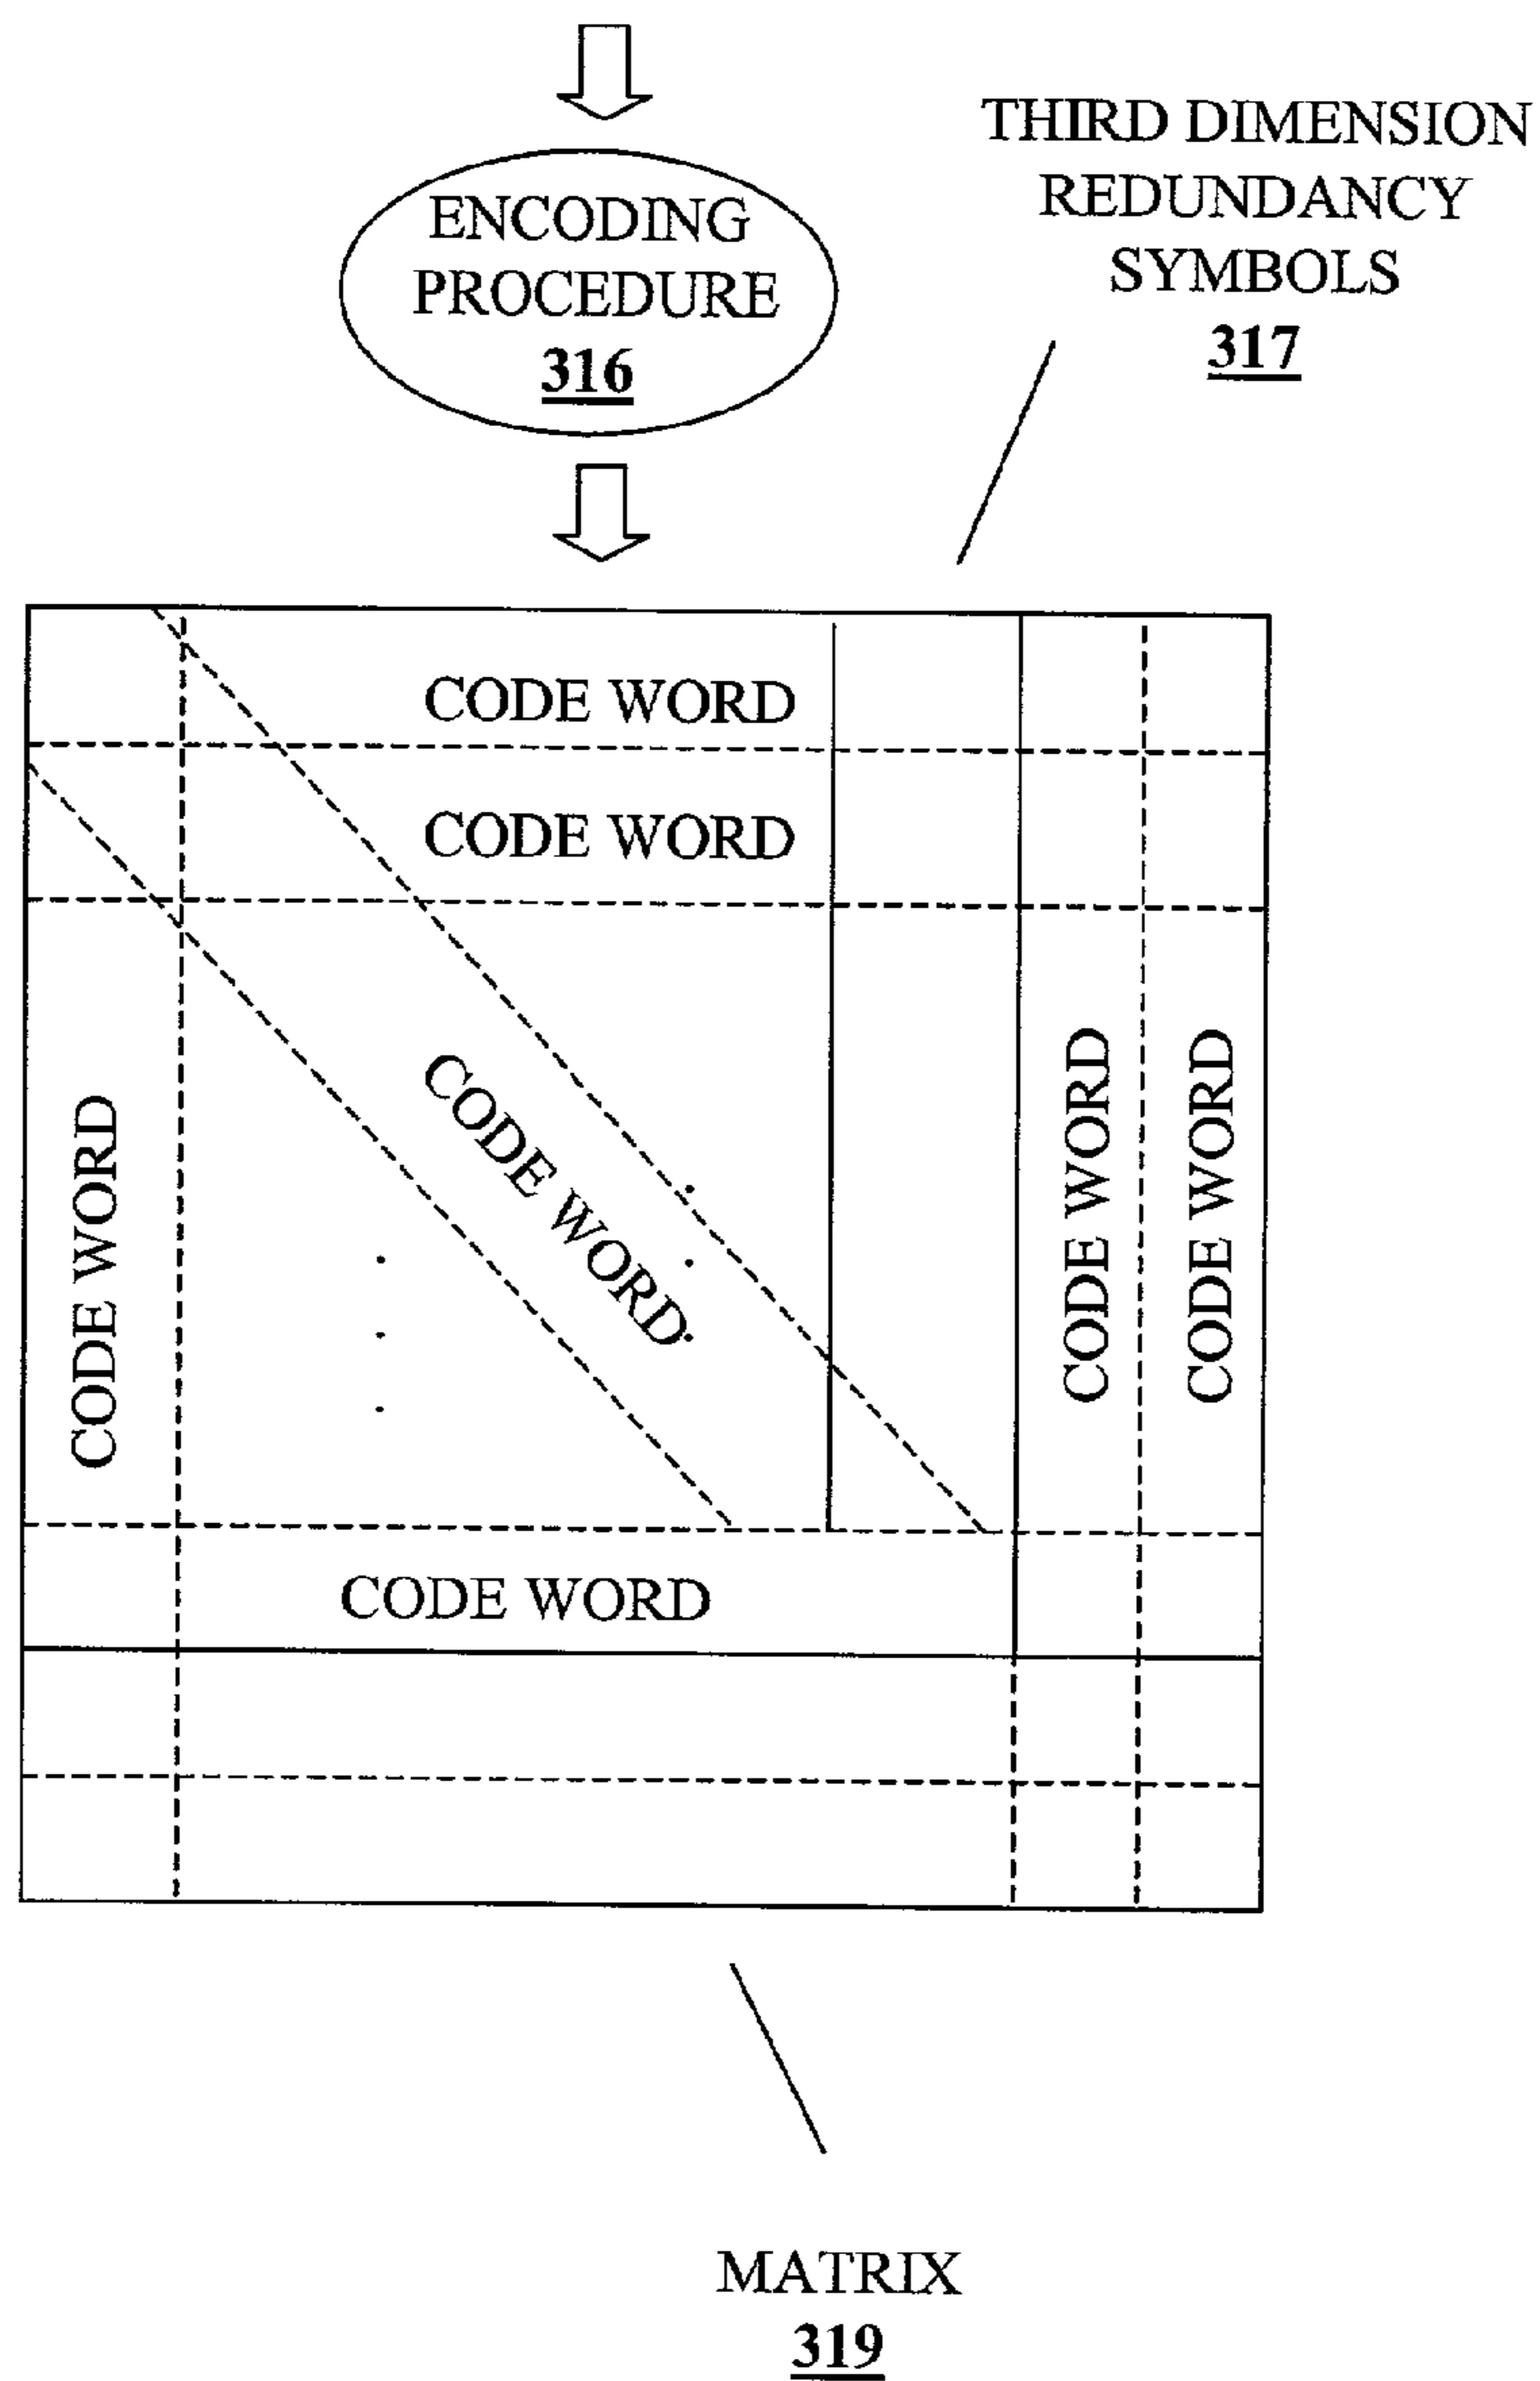 THIRD DIMENSION
REDUNDANCY
SYMBOLS
317
ENCODING
PROCEDURE
316
CODE WORD
CODE WORD
CODE WORD
CODE WORD
CODE WORD
CODE WORD
CODE WORD
MATRIX
319